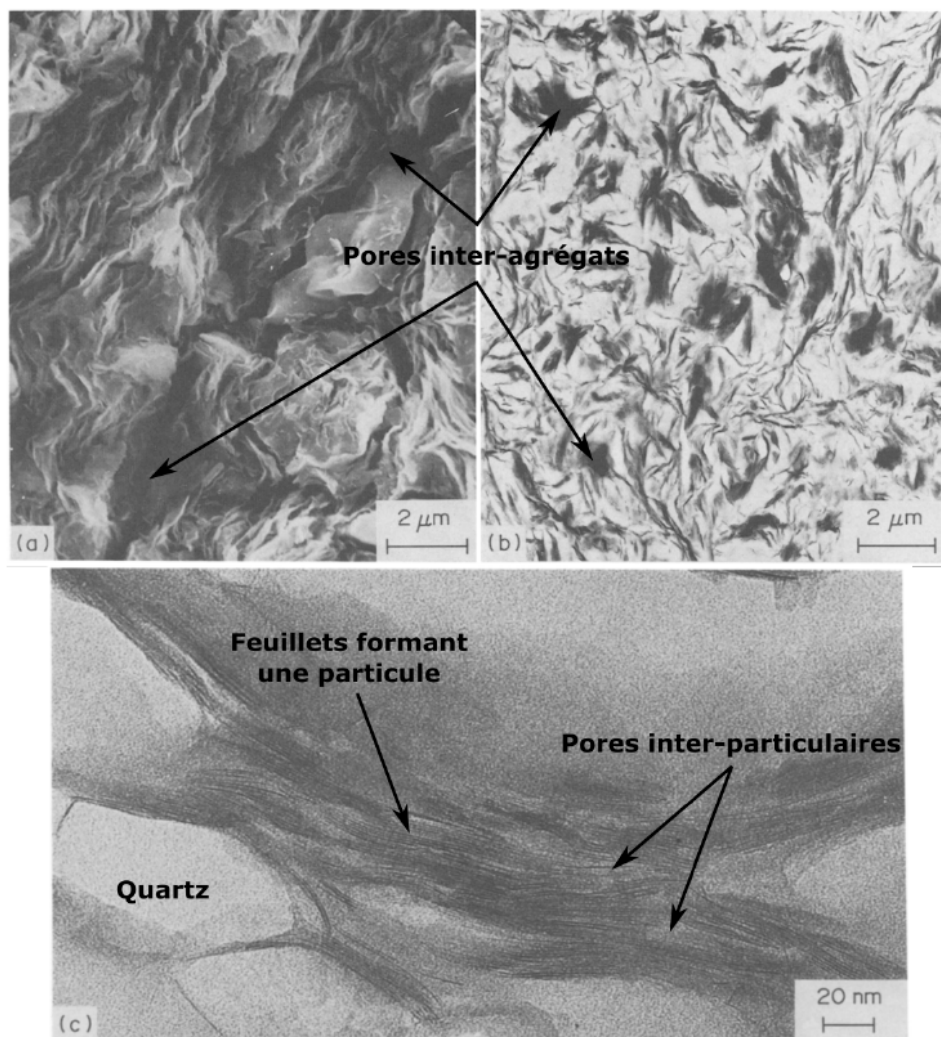 Pores inter-agrégats
(a)
2 μm
(b)
2 μm
Feuillets formant
une particule
Pores inter-particulaires
Quartz
(c)
20 nm